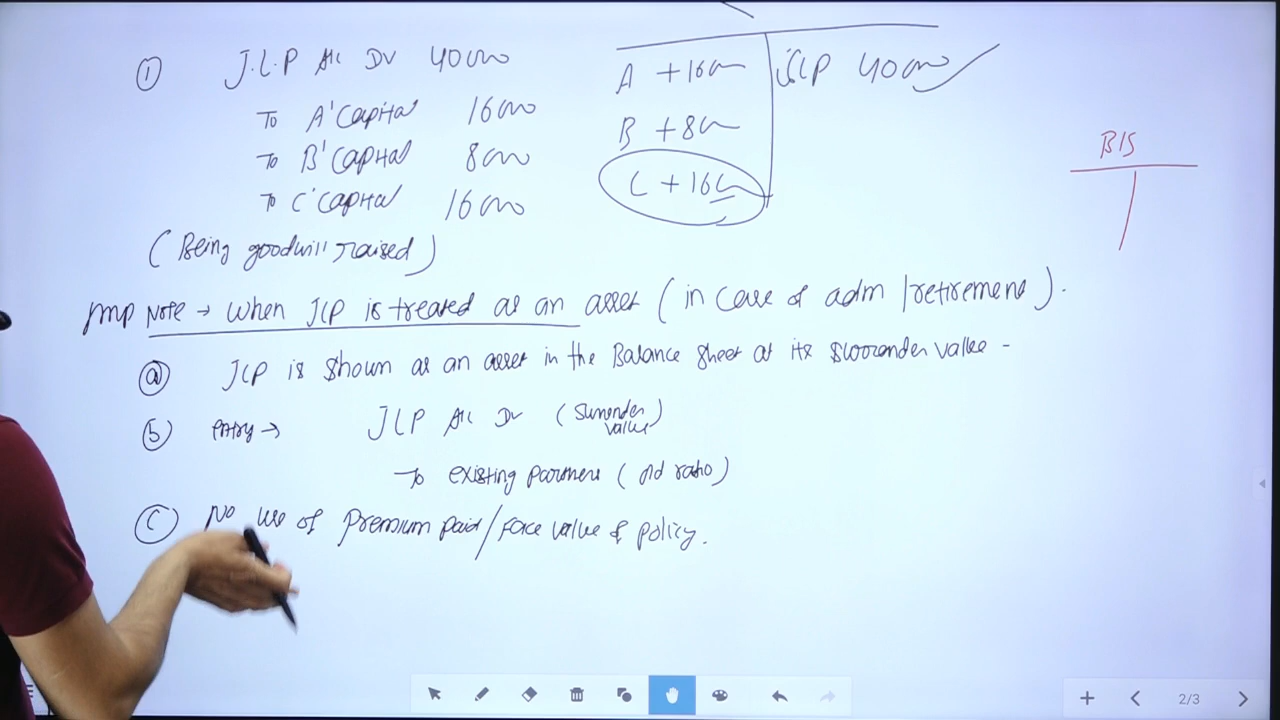 ① J.L.P A/c Dr 40000
To A' Capital 16000
To B' Capital 8000
To C' Capital 16000
(Being goodwill raised)
A +16000 JLP 40000
B +8000
C +16000
B/S
Imp Note → When JLP is treated as an asset (in case of adm/retirement).
ⓐ JLP is shown as an asset in the Balance sheet at its surrender value -
ⓑ entry → JLP A/c Dr (Surrender value)
To existing partners (old ratio)
ⓒ No use of premium paid/face value of policy.
2/3